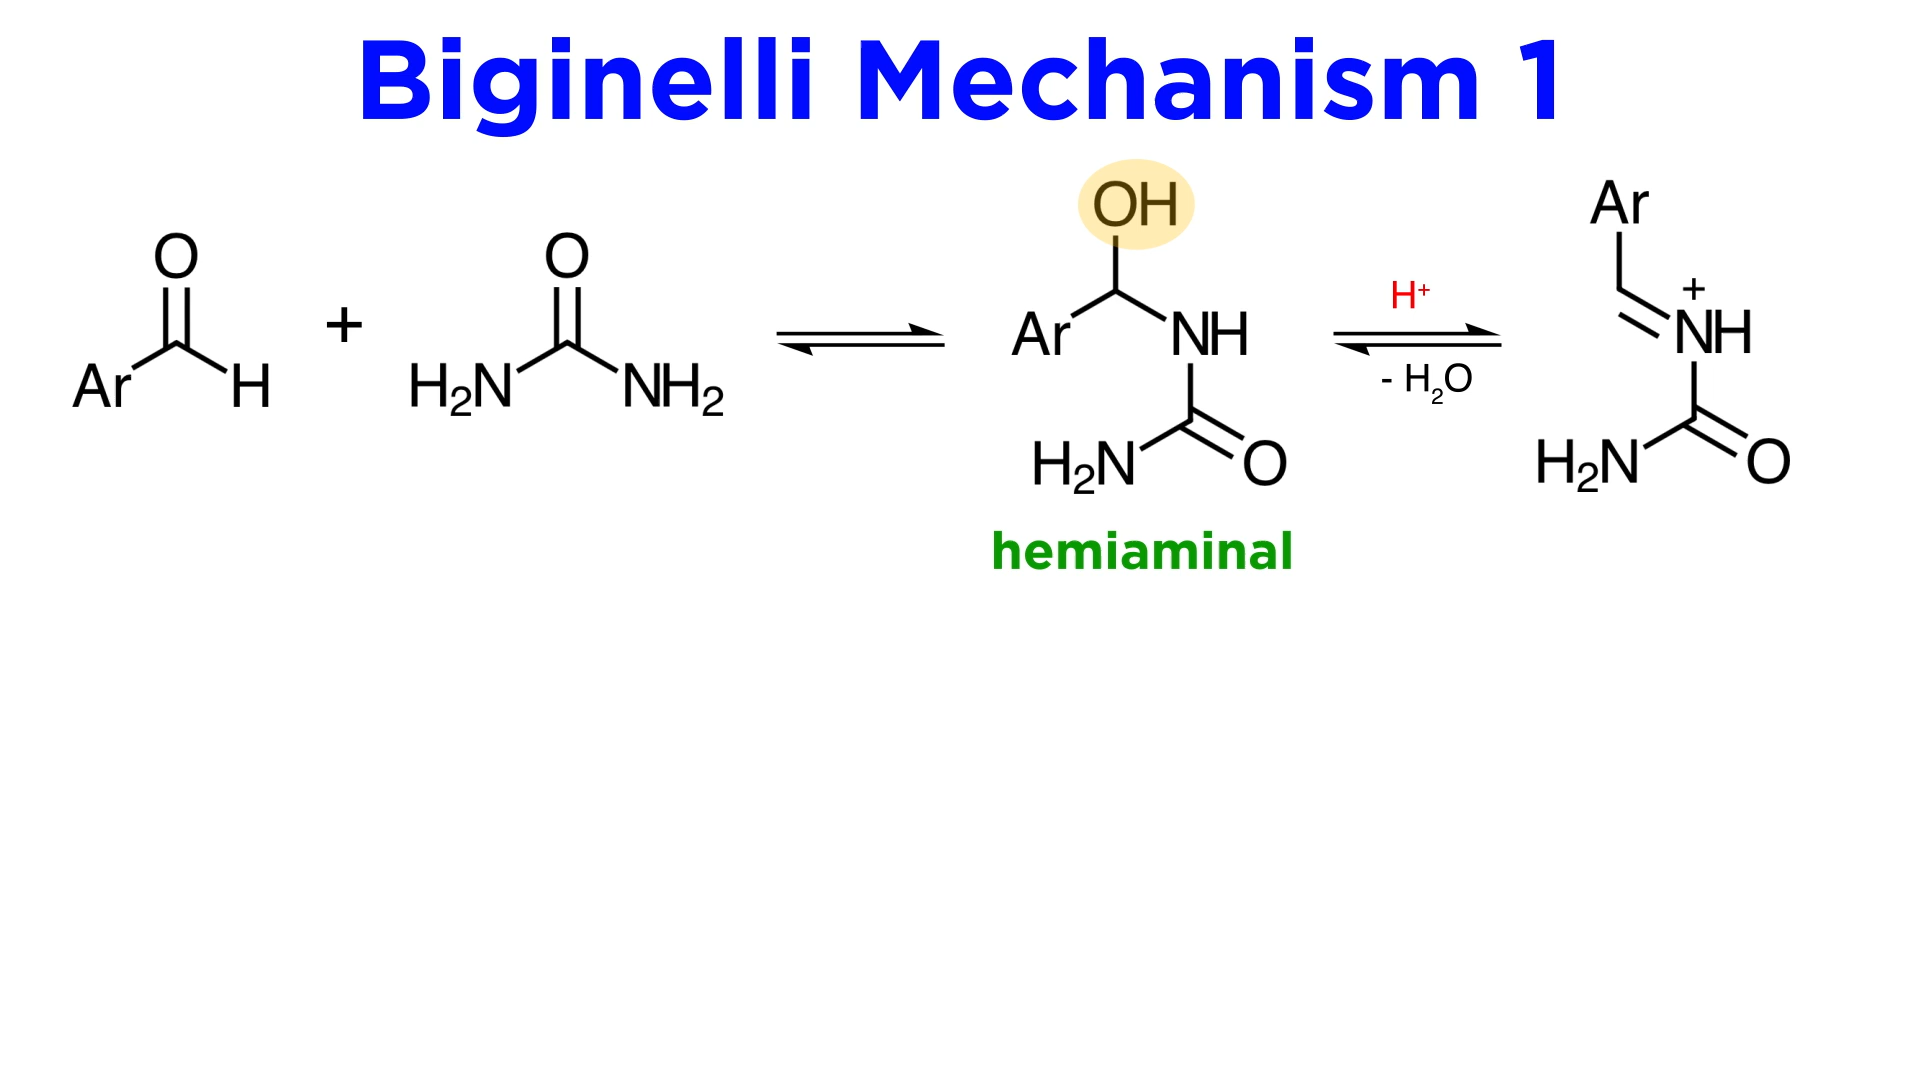 Biginelli Mechanism 1
O
Ar H
+
O
H₂N NH₂
OH
Ar NH
H₂N O
hemiaminal
H⁺
- H₂O
Ar
+
NH
H₂N O